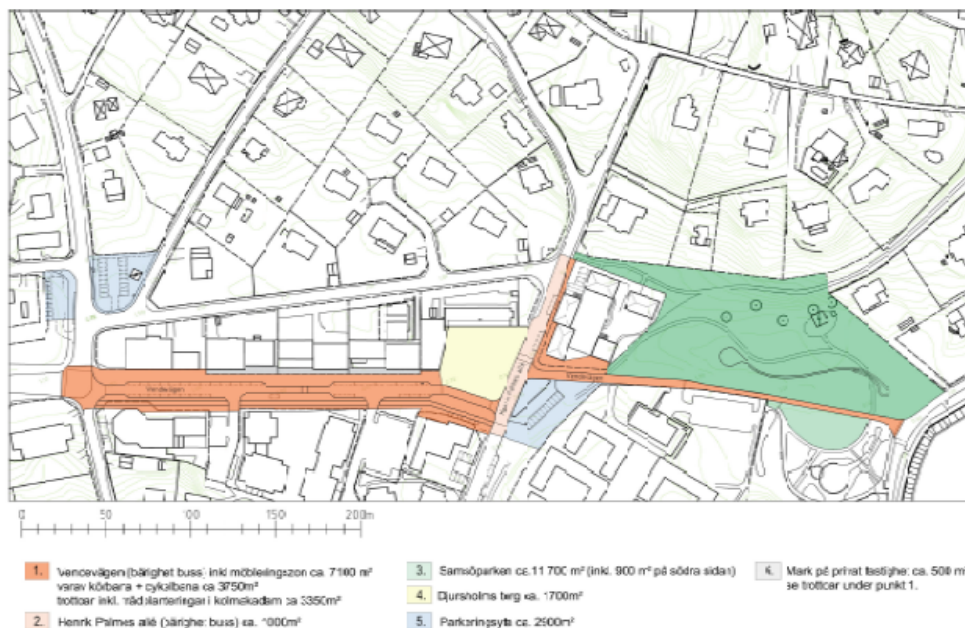 Vendevägen
Vendevägen
0 50 100 150 200m
1. Vendevägen (bärighet buss) inkl möbleringszon ca. 7100 m²
varav körbana + cykelbana ca 3750m²
trottoar inkl. trädplanteringar i kolmakadam ca 3350m²
2. Henrik Palmes allé (bärighet buss) ca. 1000m²
3. Samsöparken ca. 11 700 m² (inkl. 900 m² på södra sidan)
4. Djursholms torg ca. 1700m²
5. Parkeringsyta ca. 2900m²
6. Mark på privat fastighet ca. 500 m
se trottoar under punkt 1.